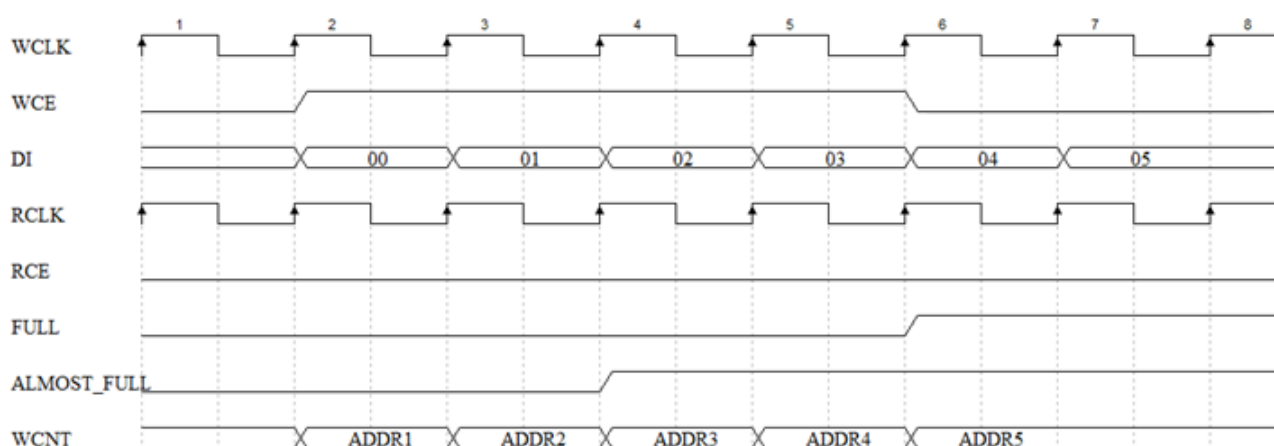 1 2 3 4 5 6 7 8
WCLK
WCE
DI 00 01 02 03 04 05
RCLK
RCE
FULL
ALMOST_FULL
WCNT ADDR1 ADDR2 ADDR3 ADDR4 ADDR5